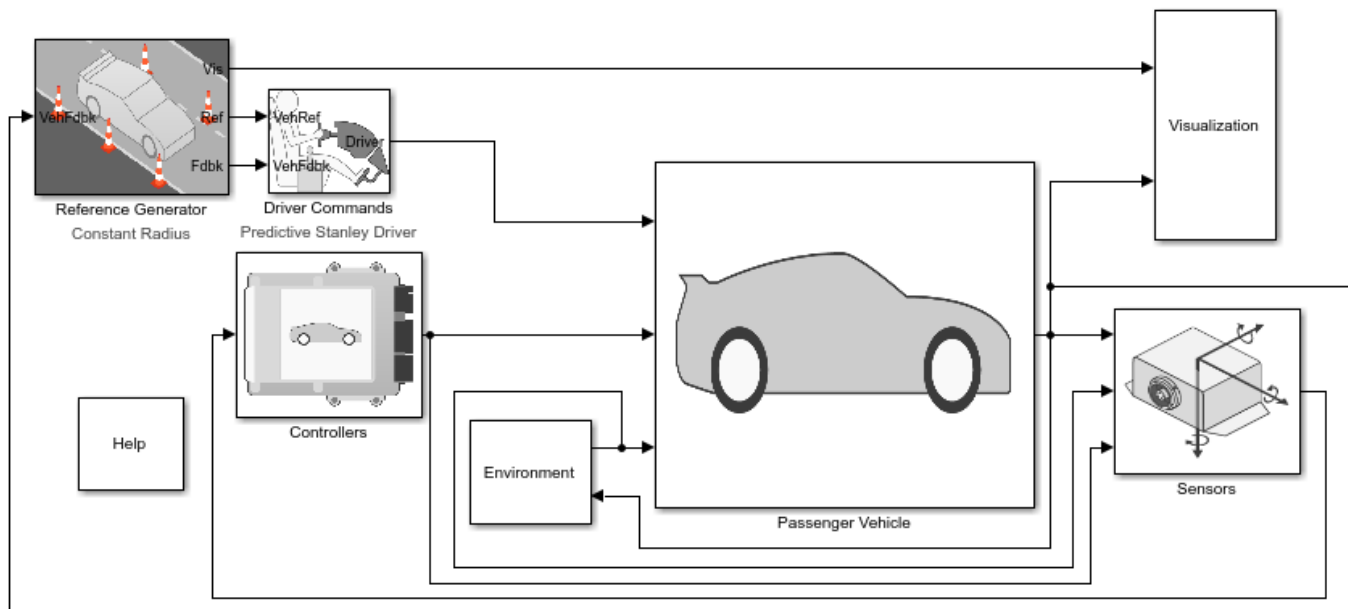 Vis
VehFdbk
Ref
Fdbk
Reference Generator
Constant Radius
VehRef
Driver
VehFdbk
Driver Commands
Predictive Stanley Driver
Visualization
Controllers
Help
Environment
Passenger Vehicle
Sensors